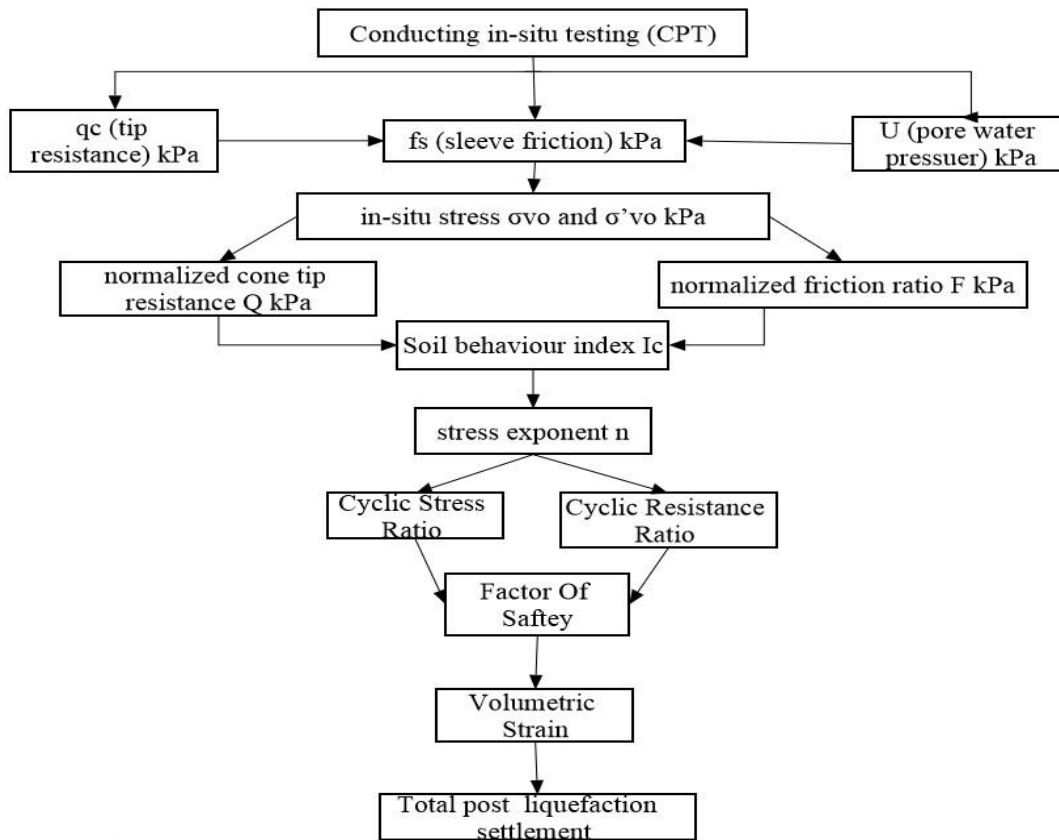 Conducting in-situ testing (CPT)
qc (tip
resistance) kPa
fs (sleeve friction) kPa
U (pore water
pressuer) kPa
in-situ stress σvo and σ’vo kPa
normalized cone tip
resistance Q kPa
normalized friction ratio F kPa
Soil behaviour index Ic
stress exponent n
Cyclic Stress
Ratio
Cyclic Resistance
Ratio
Factor Of
Saftey
Volumetric
Strain
Total post liquefaction
settlement